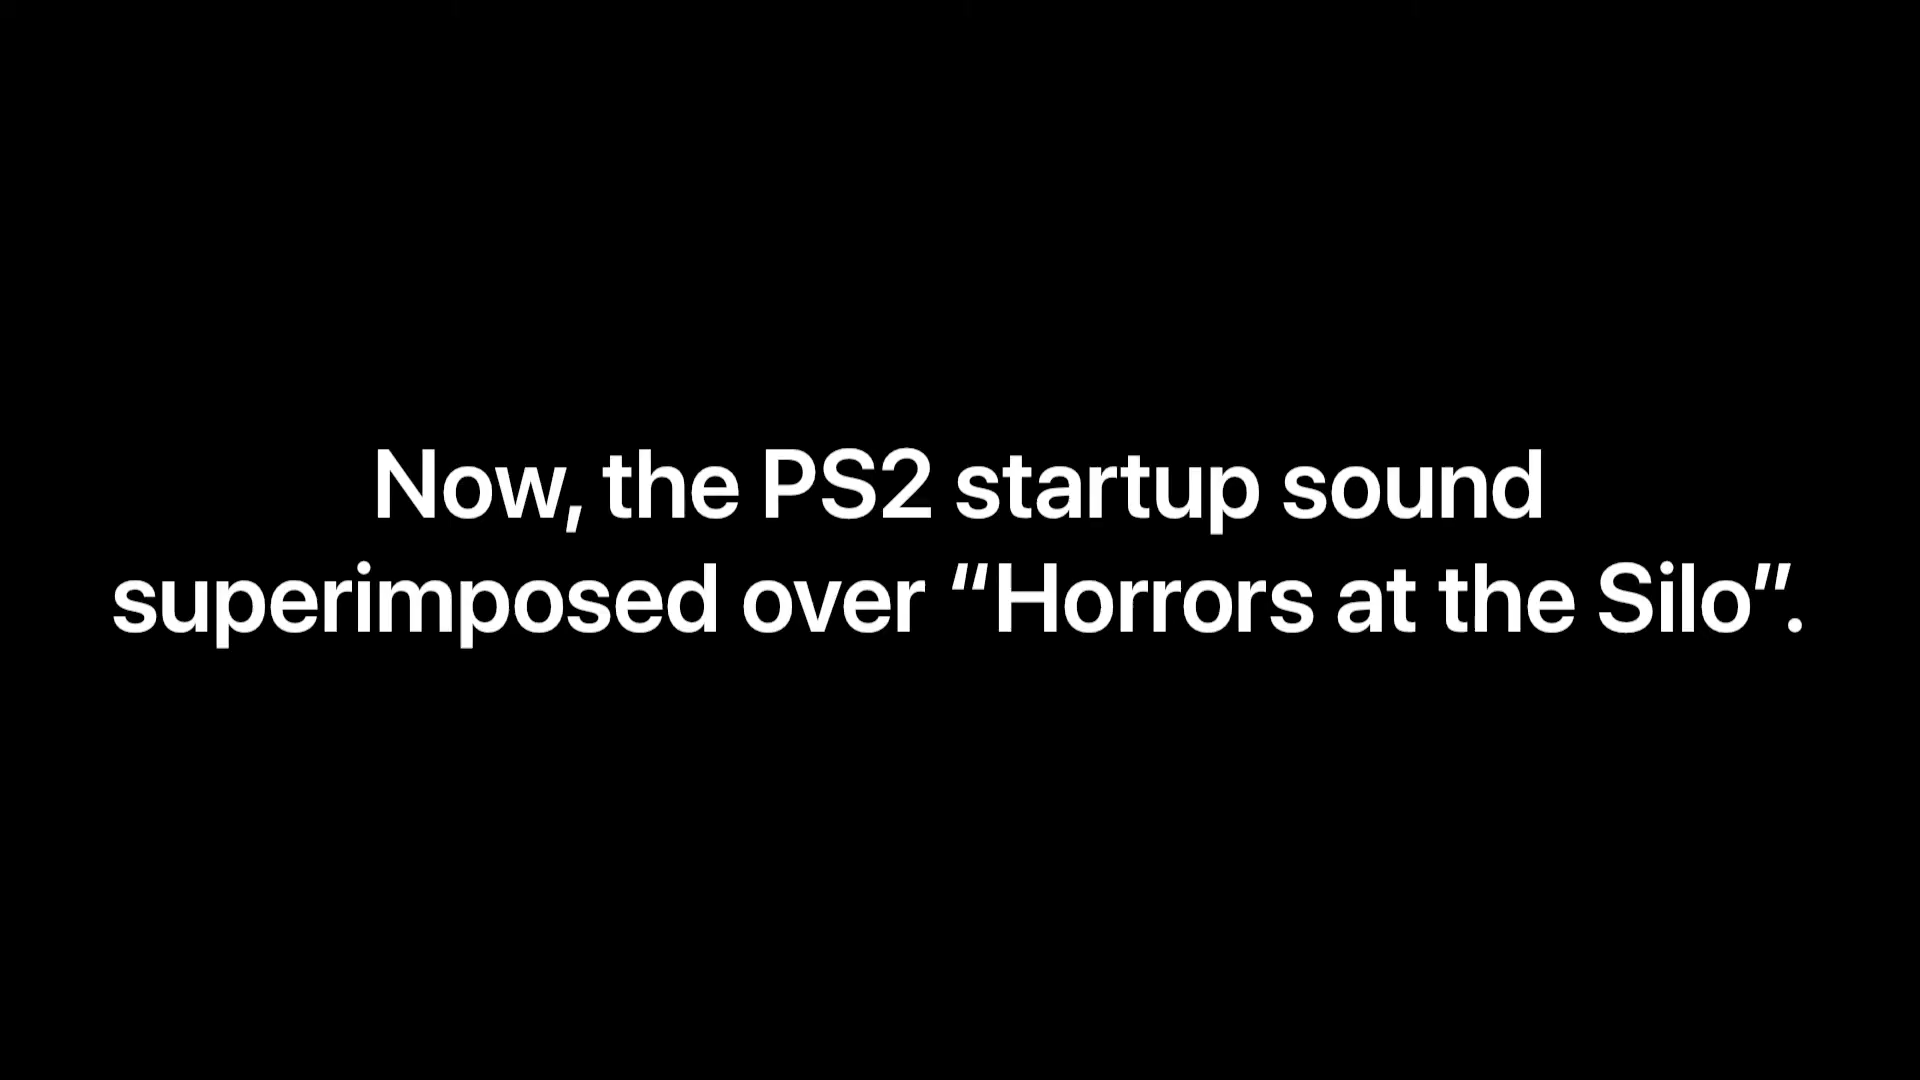 Now, the PS2 startup sound
superimposed over “Horrors at the Silo”.